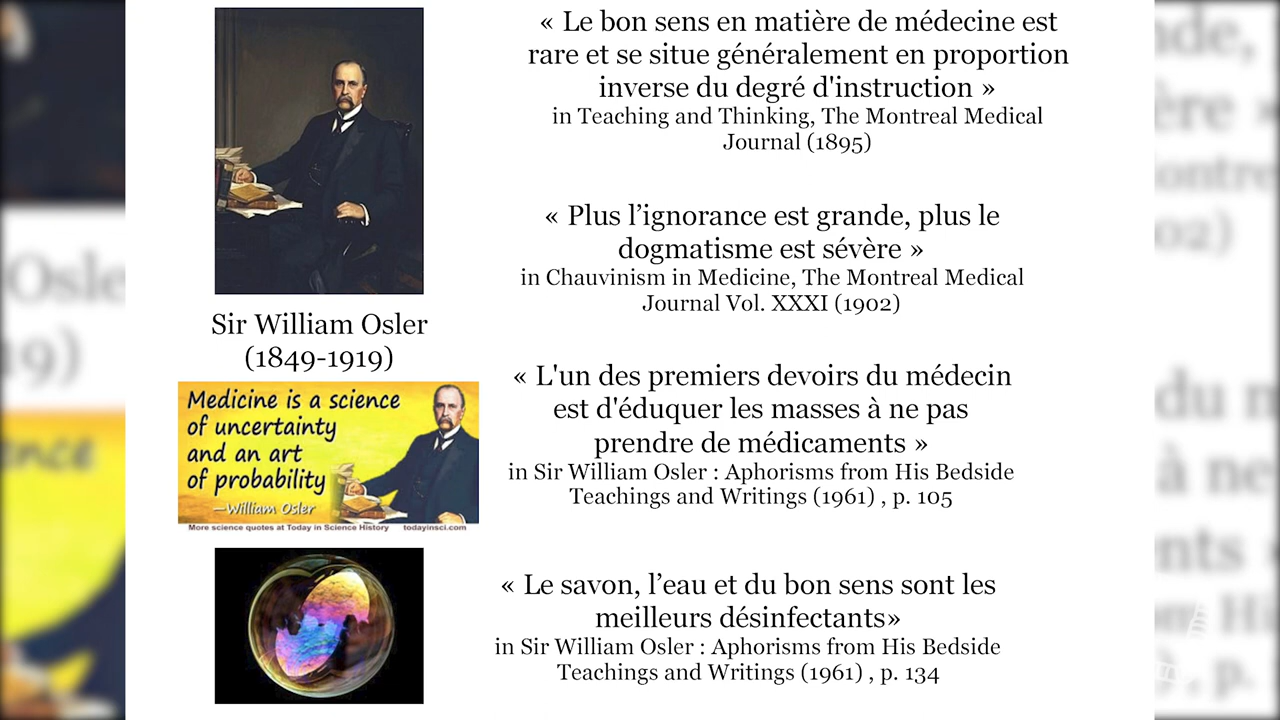 « Le bon sens en matière de médecine est
rare et se situe généralement en proportion
inverse du degré d'instruction »
in Teaching and Thinking, The Montreal Medical
Journal (1895)
« Plus l’ignorance est grande, plus le
dogmatisme est sévère »
in Chauvinism in Medicine, The Montreal Medical
Journal Vol. XXXI (1902)
Sir William Osler
(1849-1919)
Medicine is a science
of uncertainty
and an art
of probability
—William Osler
More science quotes at Today in Science History todayinsci.com
« L'un des premiers devoirs du médecin
est d'éduquer les masses à ne pas
prendre de médicaments »
in Sir William Osler : Aphorisms from His Bedside
Teachings and Writings (1961) , p. 105
« Le savon, l’eau et du bon sens sont les
meilleurs désinfectants»
in Sir William Osler : Aphorisms from His Bedside
Teachings and Writings (1961) , p. 134